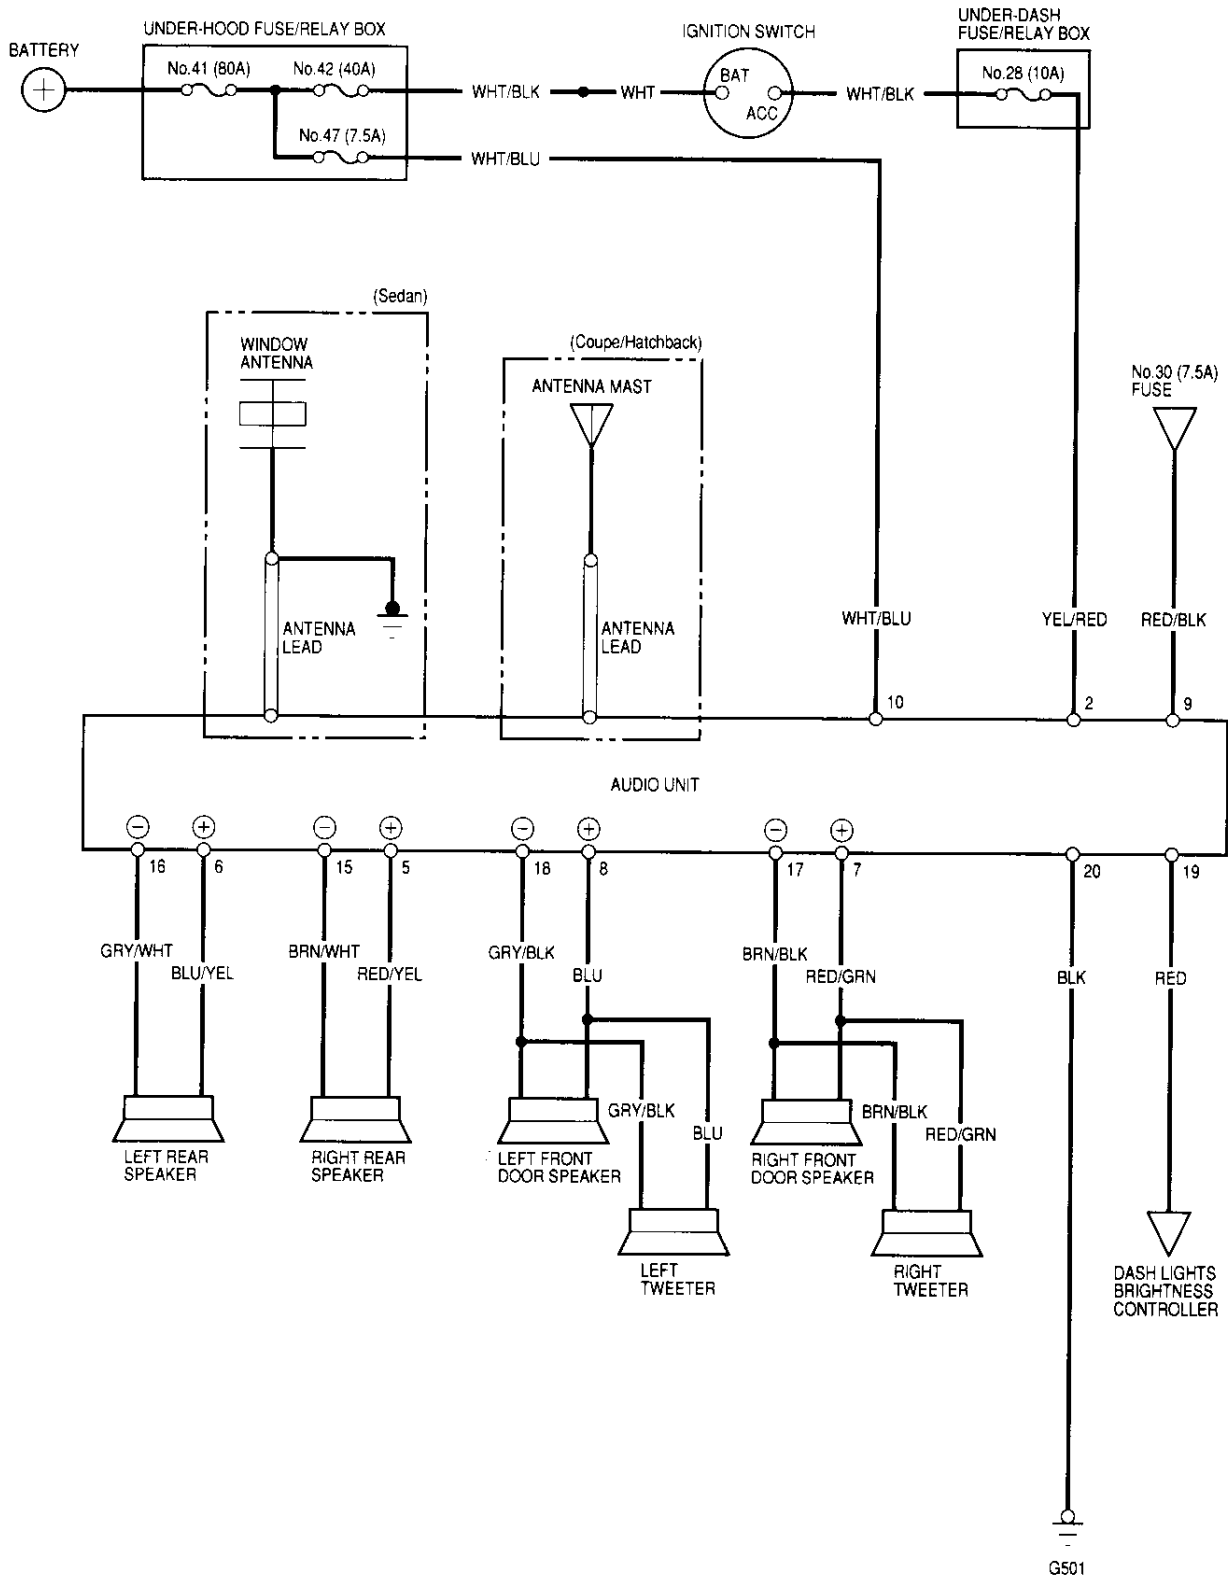 UNDER-HOOD FUSE/RELAY BOX
IGNITION SWITCH
UNDER-DASH
FUSE/RELAY BOX
BATTERY
+
No.41 (80A)
No.42 (40A)
WHT/BLK
WHT
BAT
ACC
WHT/BLK
No.28 (10A)
No.47 (7.5A)
WHT/BLU
(Sedan)
WINDOW
ANTENNA
(Coupe/Hatchback)
ANTENNA MAST
No.30 (7.5A)
FUSE
ANTENNA
LEAD
ANTENNA
LEAD
WHT/BLU
YEL/RED
RED/BLK
10
2
9
AUDIO UNIT
− + − + − + − +
16
6
15
5
18
8
17
7
20
19
GRY/WHT
BLU/YEL
BRN/WHT
RED/YEL
GRY/BLK
BLU
BRN/BLK
RED/GRN
BLK
RED
GRY/BLK
BLU
BRN/BLK
RED/GRN
LEFT REAR
SPEAKER
RIGHT REAR
SPEAKER
LEFT FRONT
DOOR SPEAKER
RIGHT FRONT
DOOR SPEAKER
LEFT
TWEETER
RIGHT
TWEETER
DASH LIGHTS
BRIGHTNESS
CONTROLLER
G501